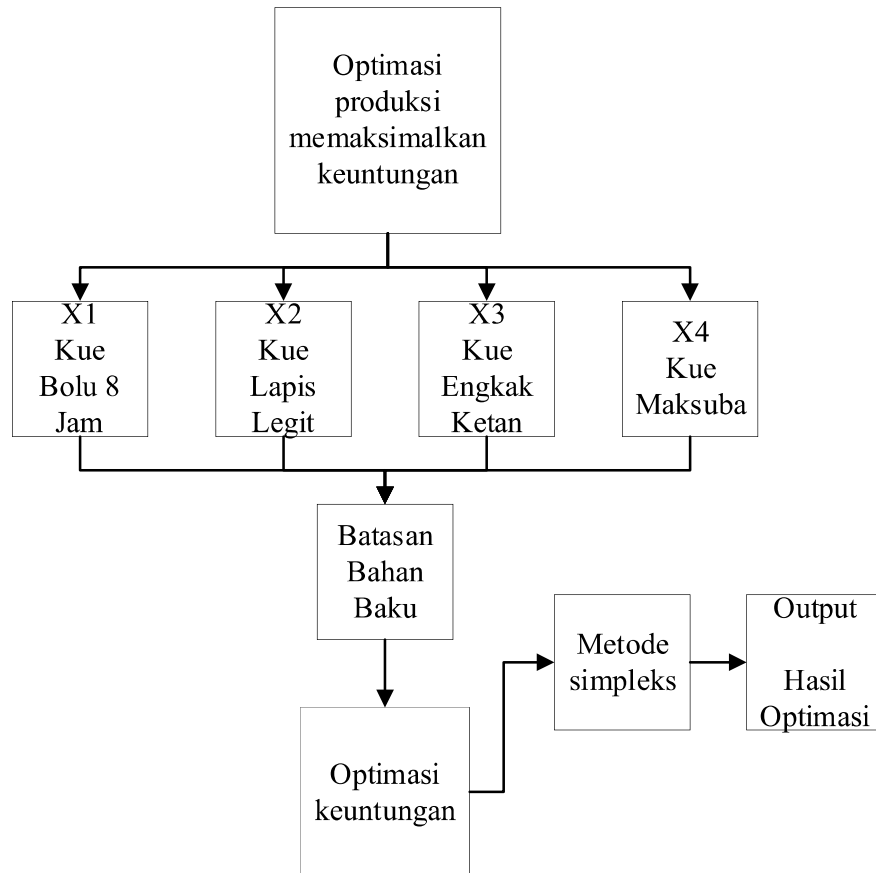 Optimasi
produksi
memaksimalkan
keuntungan
X1
Kue
Bolu 8
Jam
X2
Kue
Lapis
Legit
X3
Kue
Engkak
Ketan
X4
Kue
Maksuba
Batasan
Bahan
Baku
Optimasi
keuntungan
Metode
simpleks
Output
Hasil
Optimasi